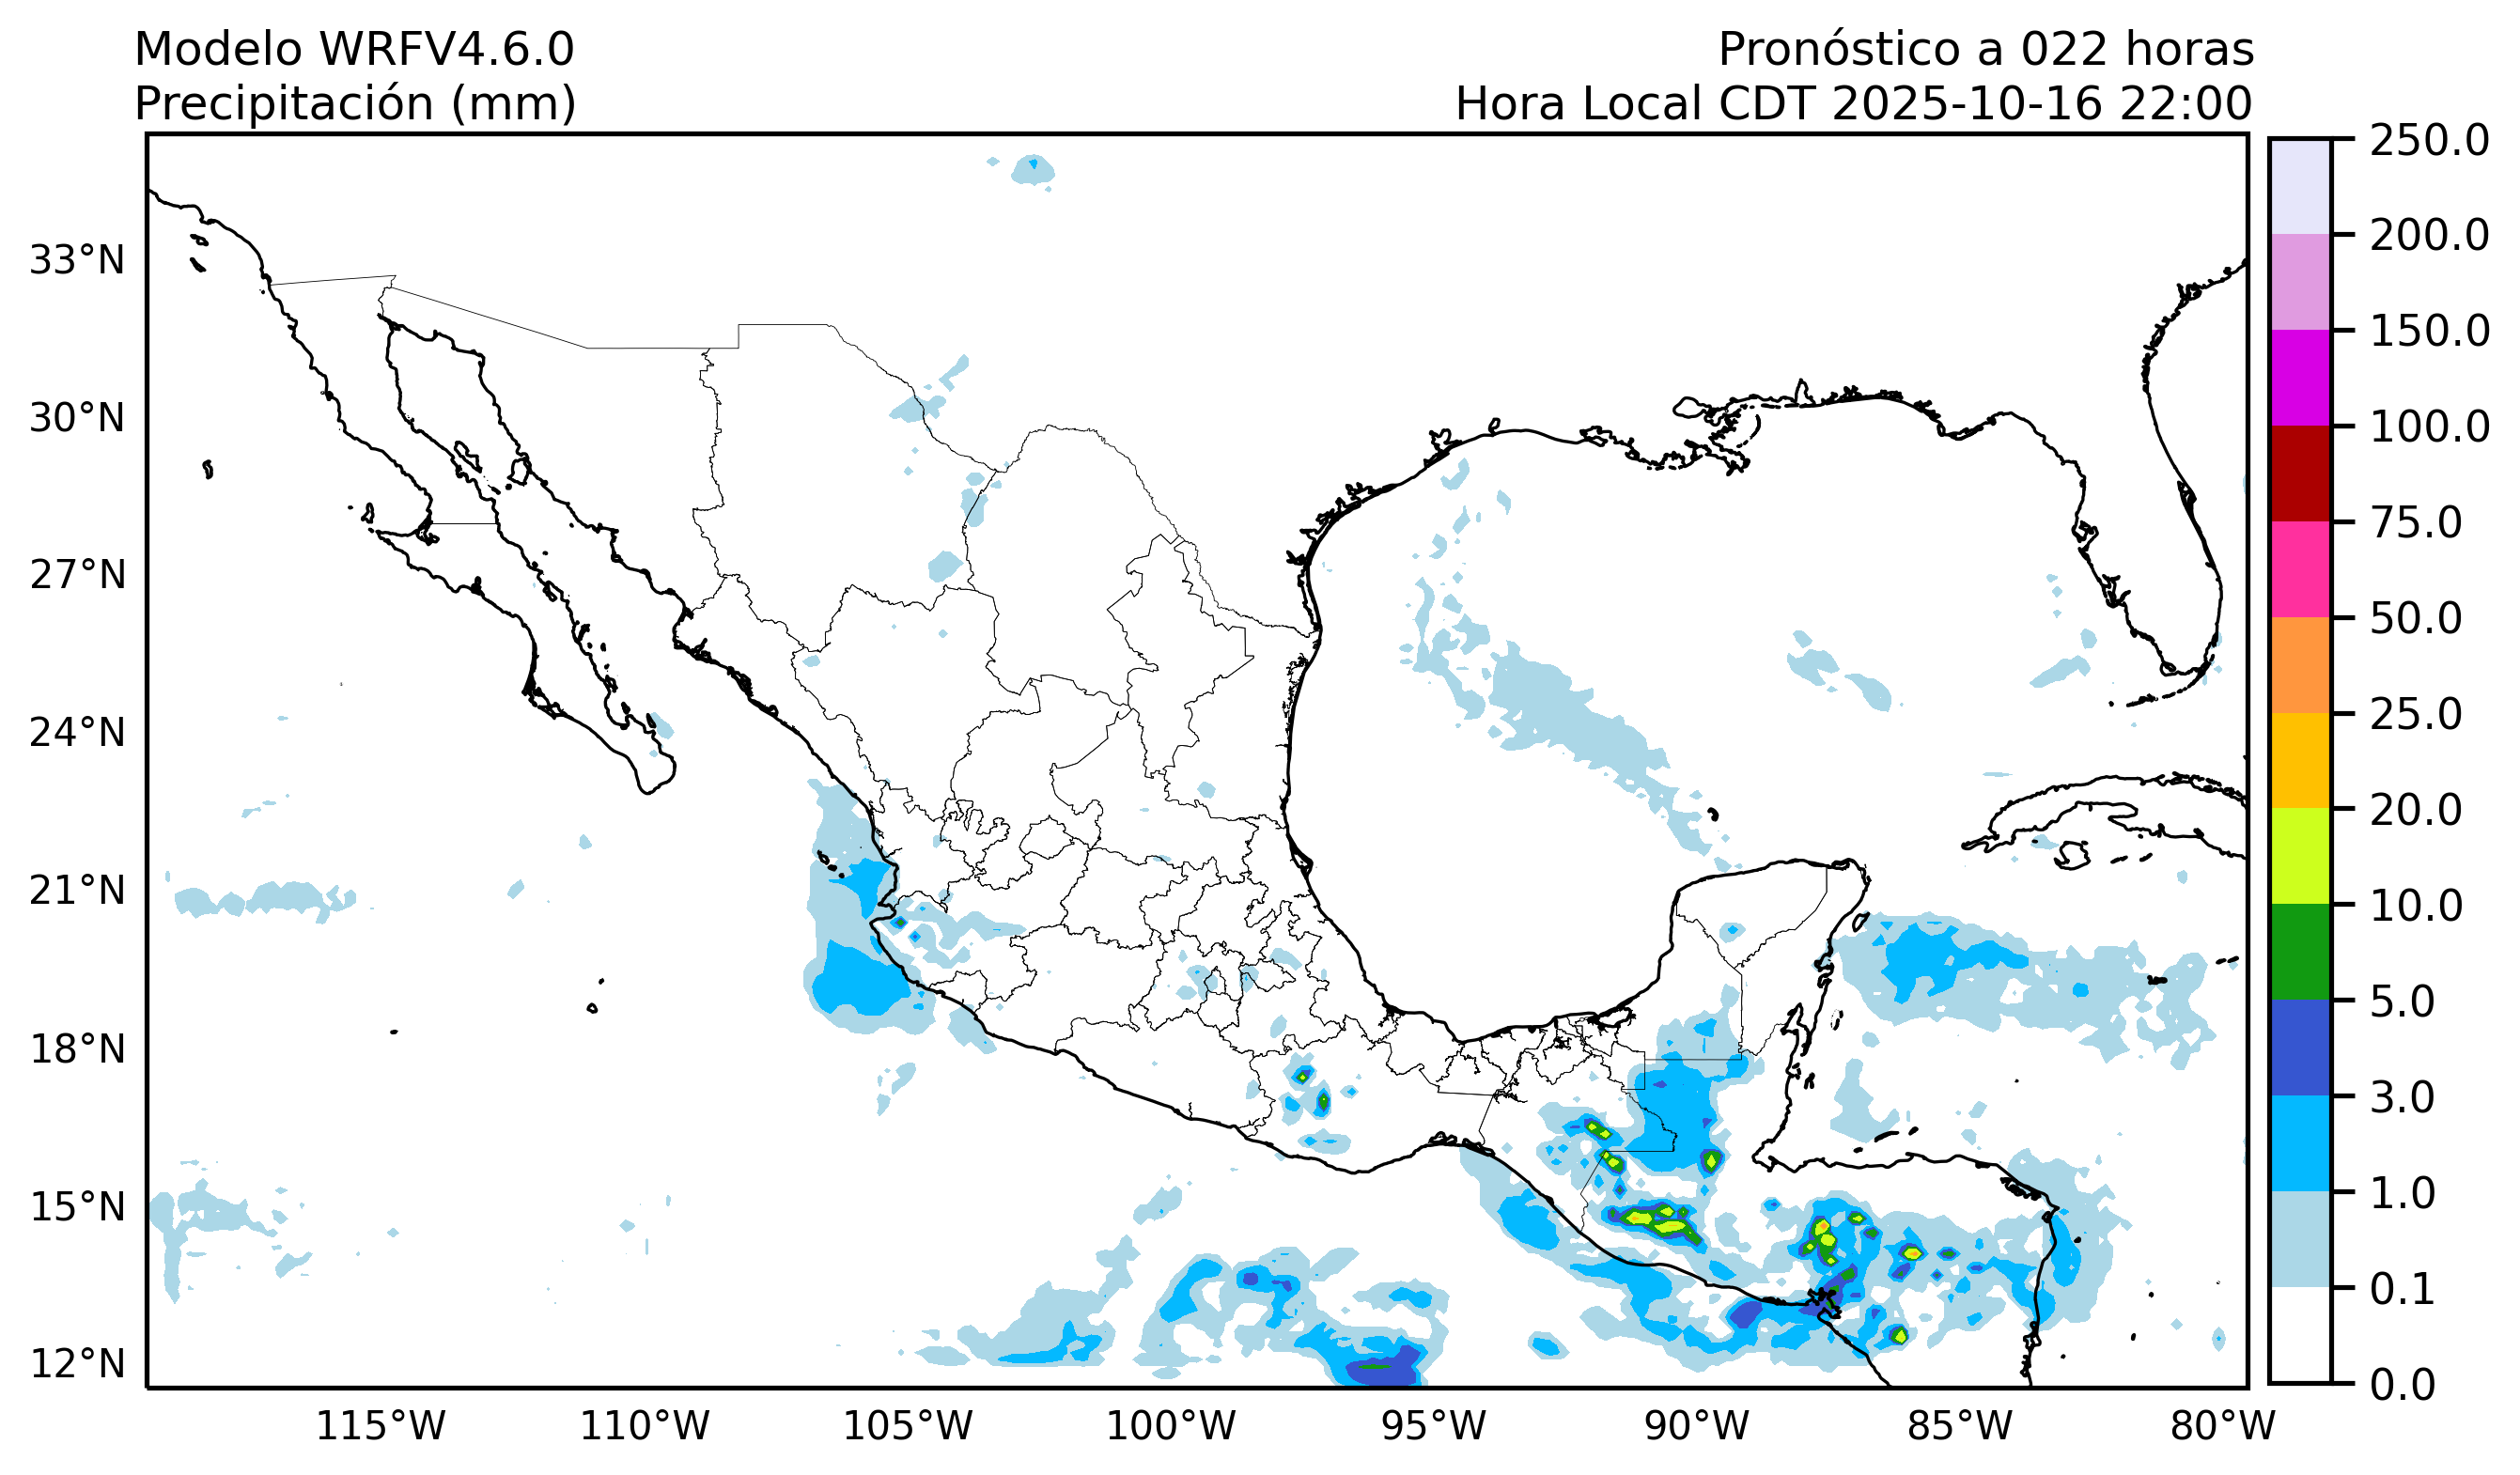 Modelo WRFV4.6.0
Precipitación (mm)
Pronóstico a 022 horas
Hora Local CDT 2025-10-16 22:00
33°N
30°N
27°N
24°N
21°N
18°N
15°N
12°N
115°W
110°W
105°W
100°W
95°W
90°W
85°W
80°W
250.0
200.0
150.0
100.0
75.0
50.0
25.0
20.0
10.0
5.0
3.0
1.0
0.1
0.0